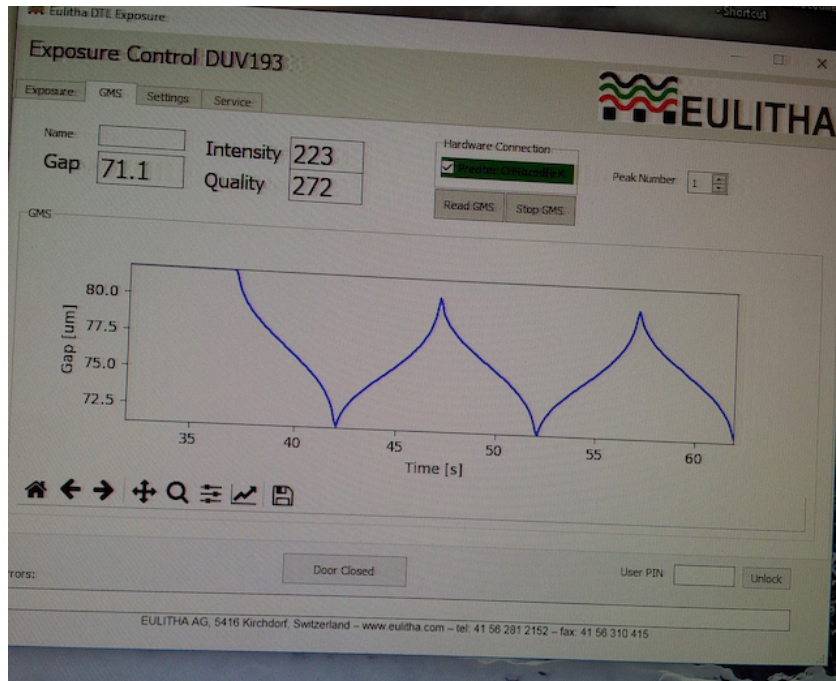 Shortcut
Eulitha DTL Exposure
Exposure Control DUV193
EULITHA
Exposure GMS Settings Service
Name
Gap 71.1
Intensity 223
Quality 272
Hardware Connection
Read GMS Stop GMS
Peak Number 1
GMS
80.0
77.5
75.0
72.5
Gap [um]
35 40 45 50 55 60
Time [s]
Door Closed
User PIN Unlock
rors:
EULITHA AG, 5416 Kirchdorf, Switzerland – www.eulitha.com – tel: 41 56 281 2152 – fax: 41 56 310 415